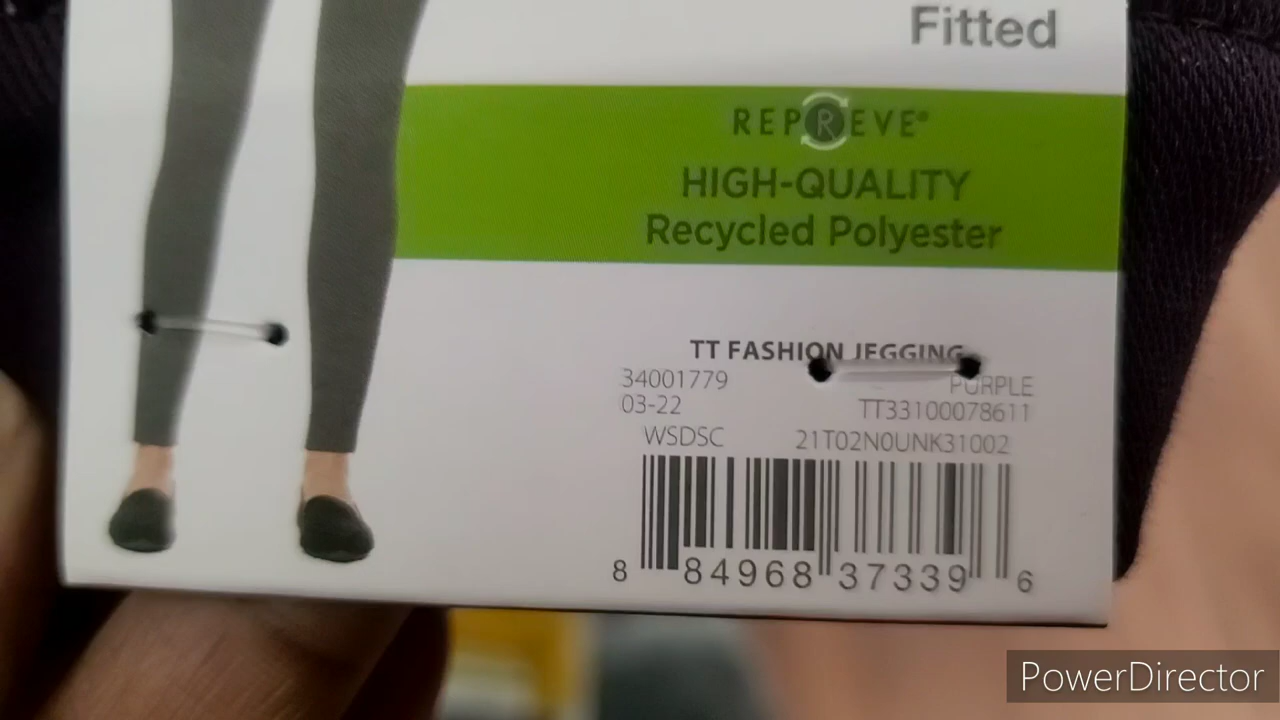 Fitted
REPREVE®
HIGH-QUALITY
Recycled Polyester
TT FASHION JEGGING
34001779 PURPLE
03-22 TT33100078611
WSDSC 21T02N0UNK31002
8 84968 37339 6
PowerDirector